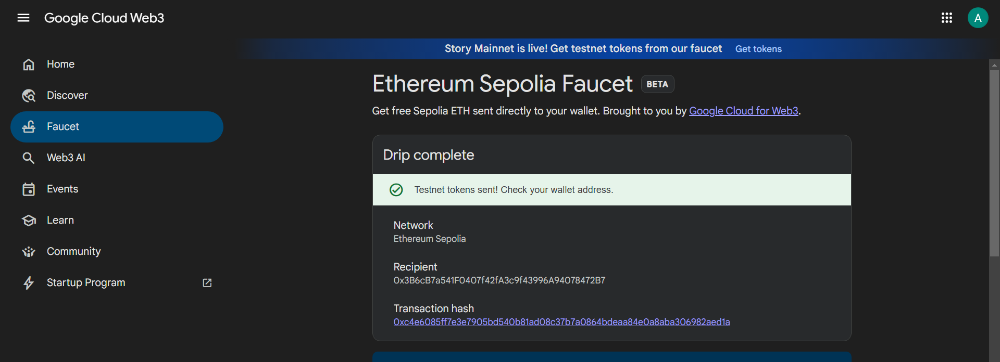 Google Cloud Web3
A
Story Mainnet is live! Get testnet tokens from our faucet Get tokens
Home
Discover
Faucet
Web3 AI
Events
Learn
Community
Startup Program
Ethereum Sepolia Faucet BETA
Get free Sepolia ETH sent directly to your wallet. Brought to you by Google Cloud for Web3.
Drip complete
Testnet tokens sent! Check your wallet address.
Network
Ethereum Sepolia
Recipient
0x3B6cB7a541F0407f42fA3c9f43996A94078472B7
Transaction hash
0xc4e6085ff7e3e7905bd540b81ad08c37b7a0864bdeaa84e0a8aba306982aed1a